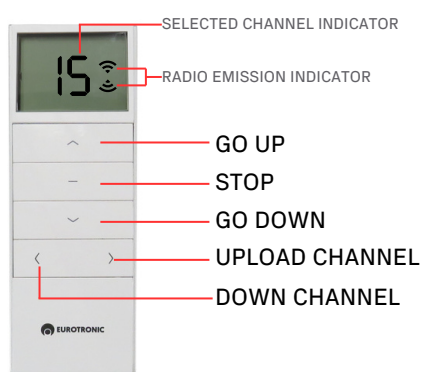 SELECTED CHANNEL INDICATOR
15
RADIO EMISSION INDICATOR
GO UP
STOP
GO DOWN
UPLOAD CHANNEL
DOWN CHANNEL
EUROTRONIC